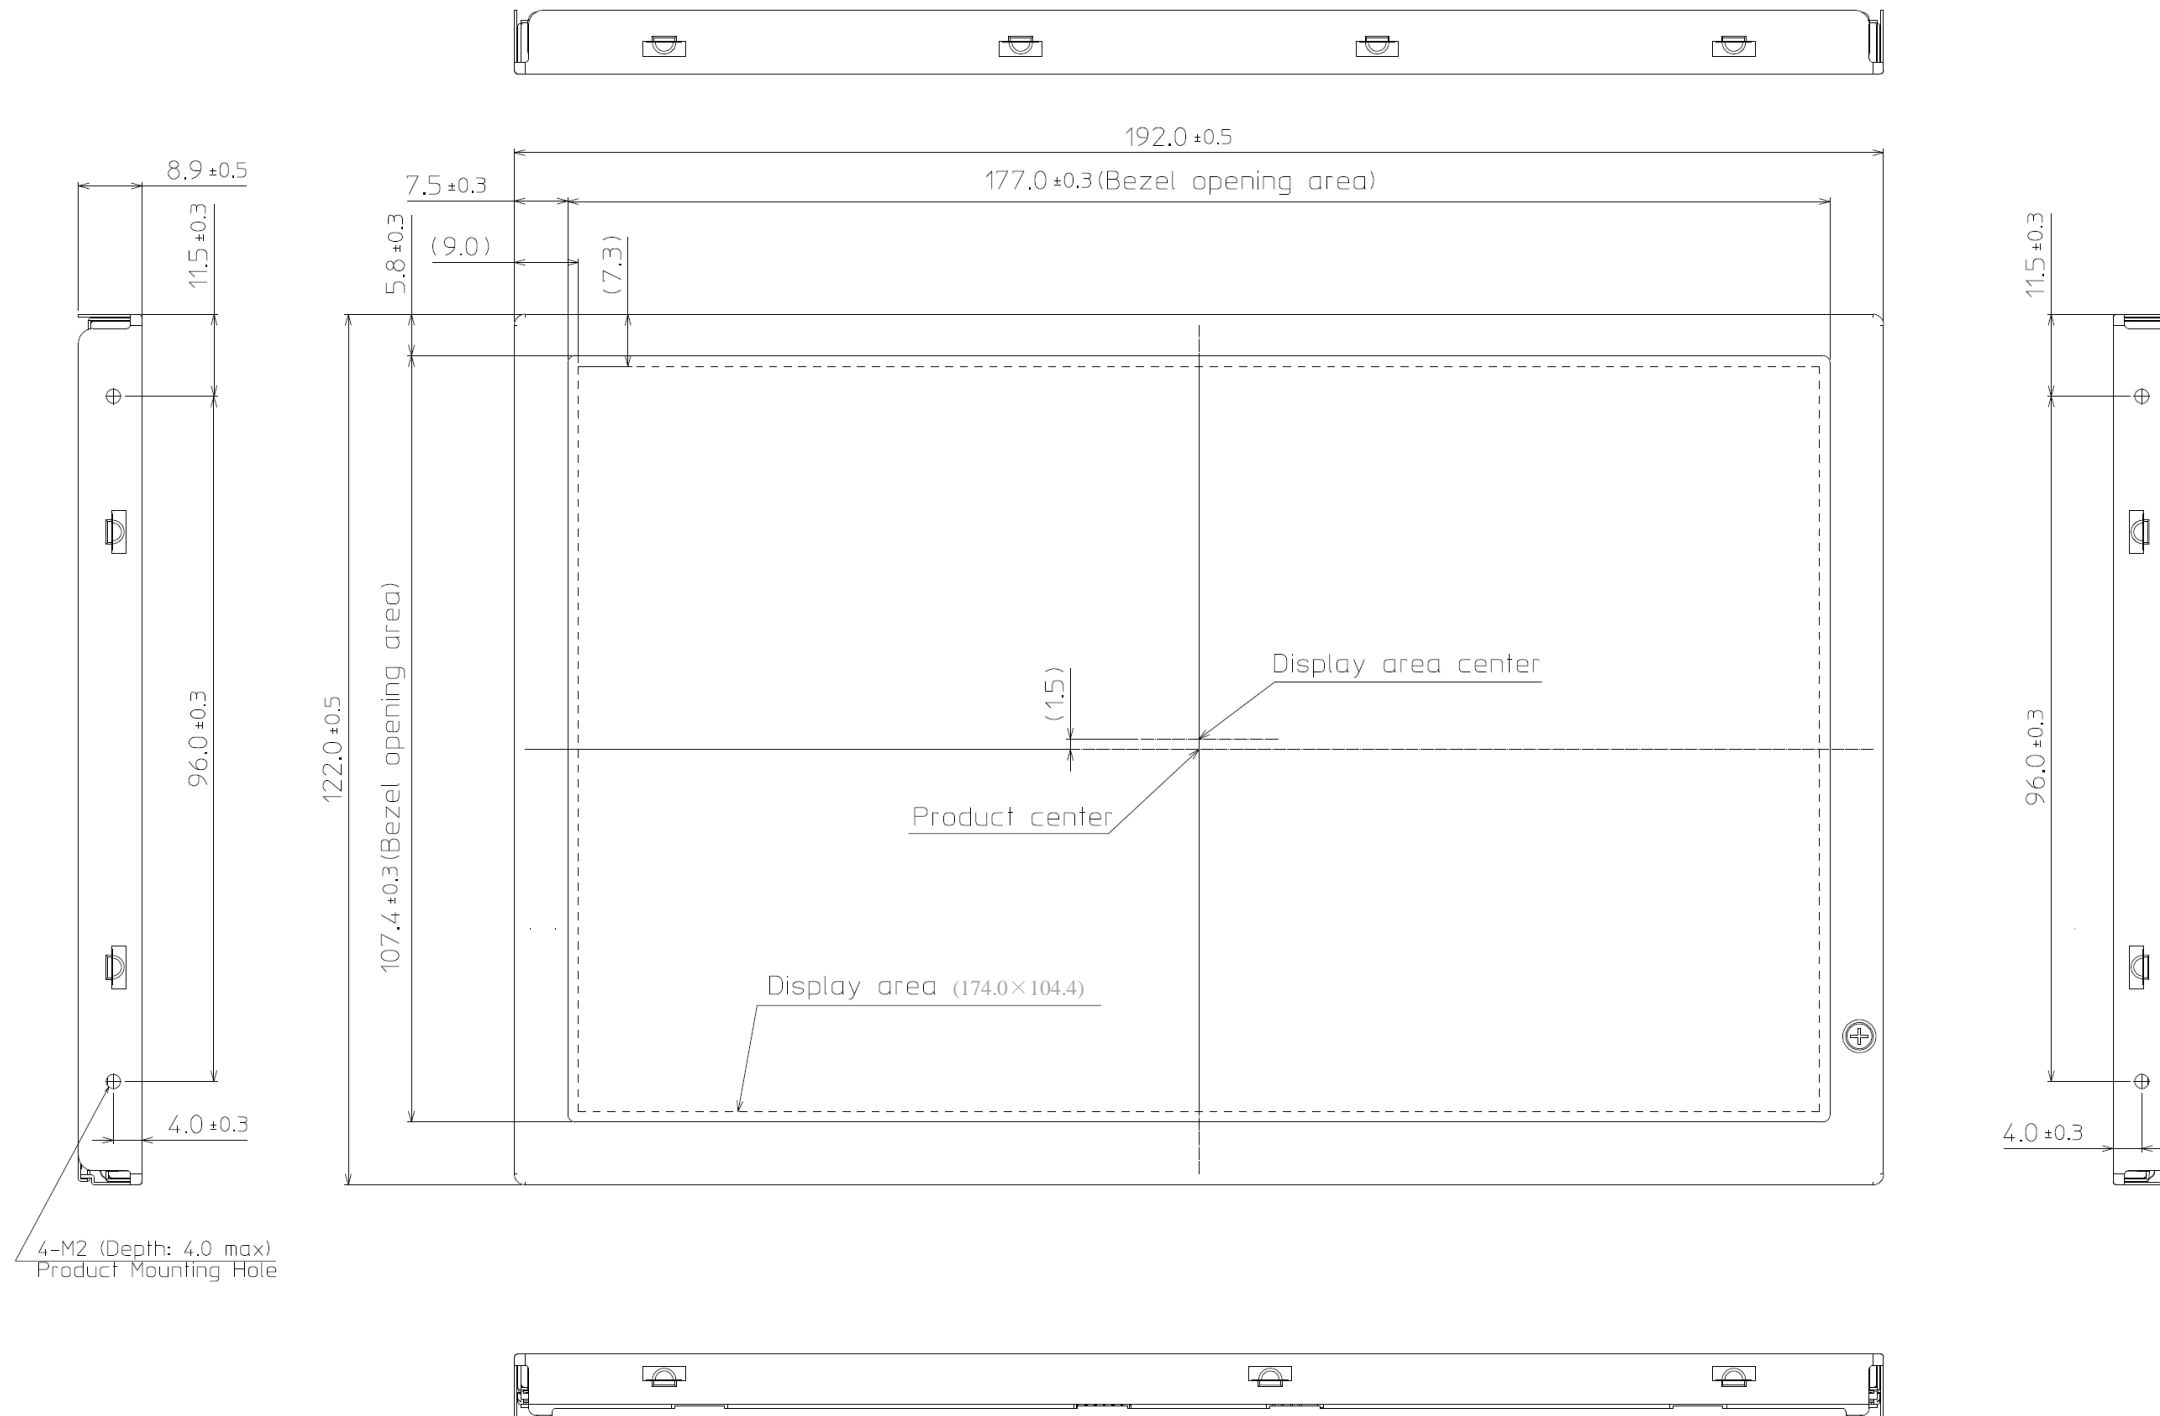 192.0 ±0.5
8.9 ±0.5
7.5 ±0.3
177.0 ±0.3 (Bezel opening area)
11.5 ±0.3
5.8 ±0.3
(9.0)
(7.3)
11.5 ±0.3
96.0 ±0.3
122.0 ±0.5
107.4 ±0.3 (Bezel opening area)
(1.5)
Display area center
Product center
96.0 ±0.3
Display area (174.0×104.4)
4.0 ±0.3
4.0 ±0.3
4-M2 (Depth: 4.0 max)
Product Mounting Hole